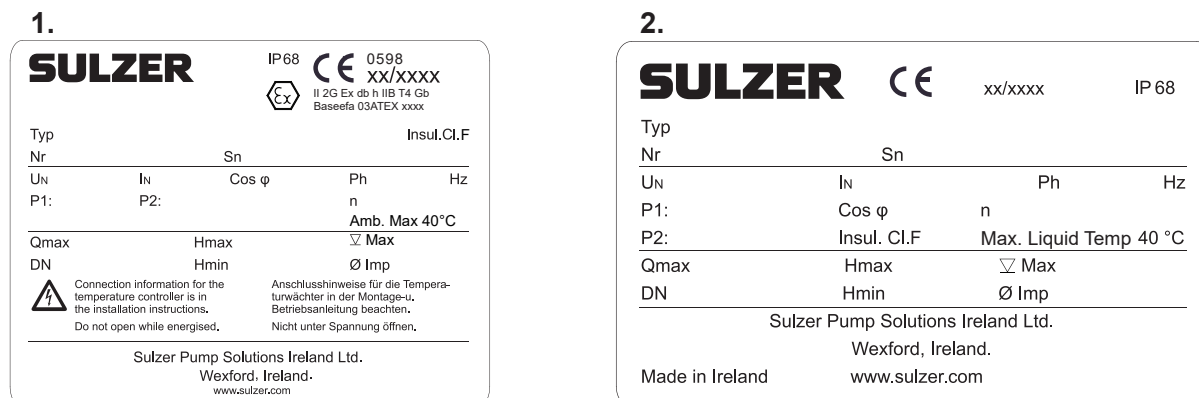 1.
SULZER
IP68 CE 0598
xx/xxxx
Ex II 2G Ex db h IIB T4 Gb
Baseefa 03ATEX xxxx
Typ Insul.Cl.F
Nr Sn
UN IN Cos φ Ph Hz
P1: P2: n
Amb. Max 40°C
Qmax Hmax Max
DN Hmin Ø Imp
Connection information for the
temperature controller is in
the installation instructions.
Do not open while energised.
Anschlusshinweise für die Tempera-
turwächter in der Montage-u.
Betriebsanleitung beachten.
Nicht unter Spannung öffnen.
Sulzer Pump Solutions Ireland Ltd.
Wexford, Ireland.
www.sulzer.com
2.
SULZER CE xx/xxxx IP 68
Typ
Nr Sn
UN IN Ph Hz
P1: Cos φ n
P2: Insul. Cl.F Max. Liquid Temp 40 °C
Qmax Hmax Max
DN Hmin Ø Imp
Sulzer Pump Solutions Ireland Ltd.
Wexford, Ireland.
Made in Ireland www.sulzer.com